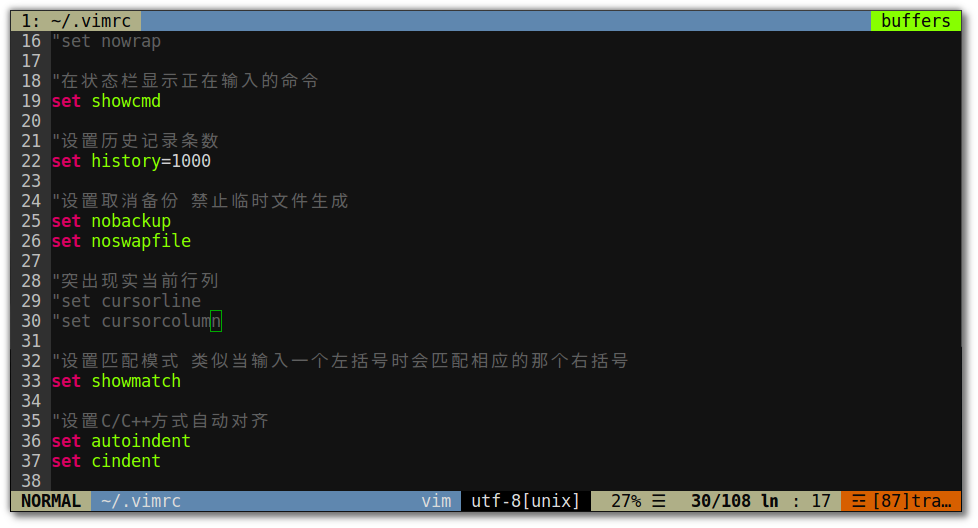 1: ~/.vimrc buffers
16 "set nowrap
17
18 "在状态栏显示正在输入的命令
19 set showcmd
20
21 "设置历史记录条数
22 set history=1000
23
24 "设置取消备份 禁止临时文件生成
25 set nobackup
26 set noswapfile
27
28 "突出现实当前行列
29 "set cursorline
30 "set cursorcolumn
31
32 "设置匹配模式 类似当输入一个左括号时会匹配相应的那个右括号
33 set showmatch
34
35 "设置C/C++方式自动对齐
36 set autoindent
37 set cindent
38
NORMAL ~/.vimrc vim utf-8[unix] 27% ☰ 30/108 ln : 17 ☲ [87]tra…